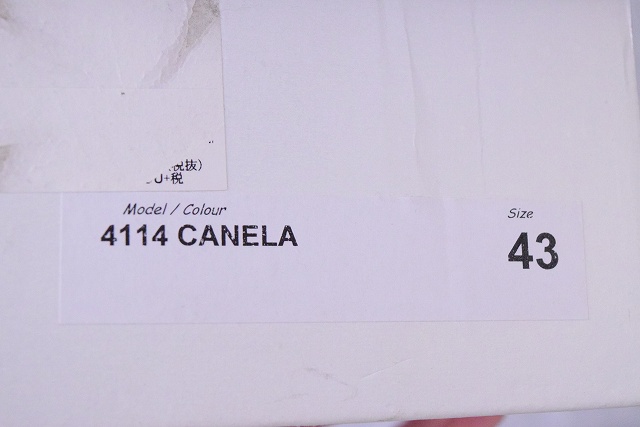 税抜)
+税
Model / Colour
4114 CANELA
Size
43